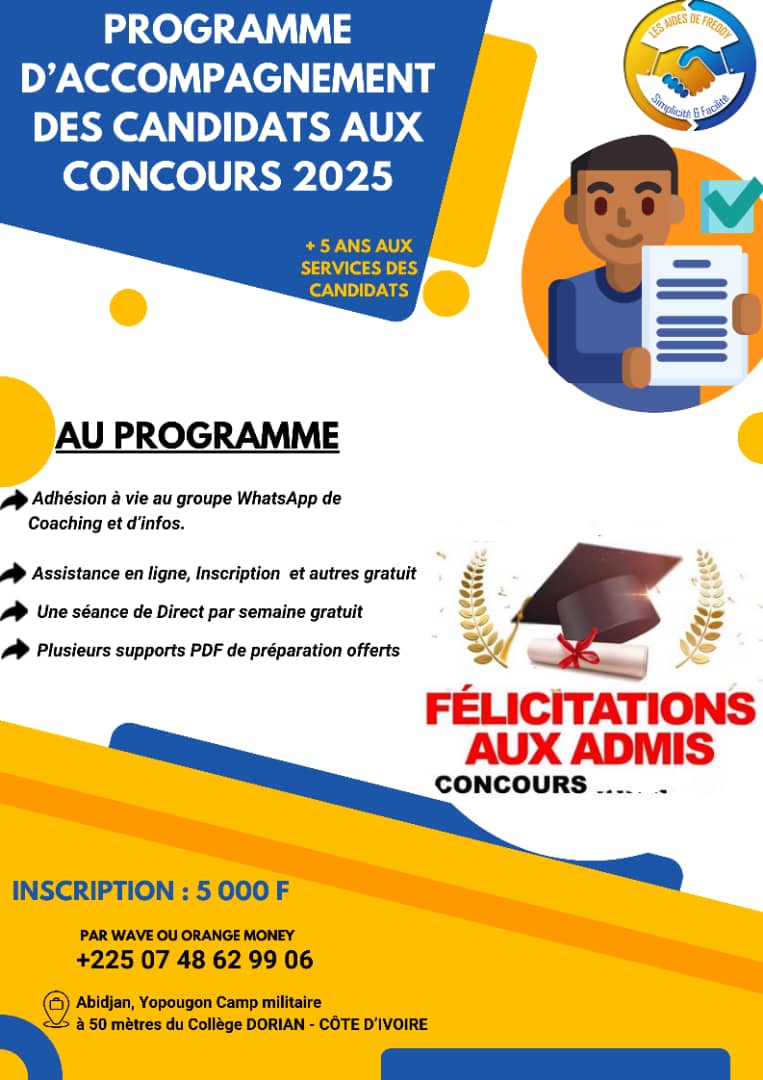 PROGRAMME
D’ACCOMPAGNEMENT
DES CANDIDATS AUX
CONCOURS 2025
LES AIDES DE FREDDY
Simplicité & Facilité
+ 5 ANS AUX
SERVICES DES
CANDIDATS
AU PROGRAMME
Adhésion à vie au groupe WhatsApp de
Coaching et d’infos.
Assistance en ligne, Inscription et autres gratuit
Une séance de Direct par semaine gratuit
Plusieurs supports PDF de préparation offerts
FÉLICITATIONS
AUX ADMIS
CONCOURS
INSCRIPTION : 5 000 F
PAR WAVE OU ORANGE MONEY
+225 07 48 62 99 06
Abidjan, Yopougon Camp militaire
à 50 mètres du Collège DORIAN - CÔTE D’IVOIRE